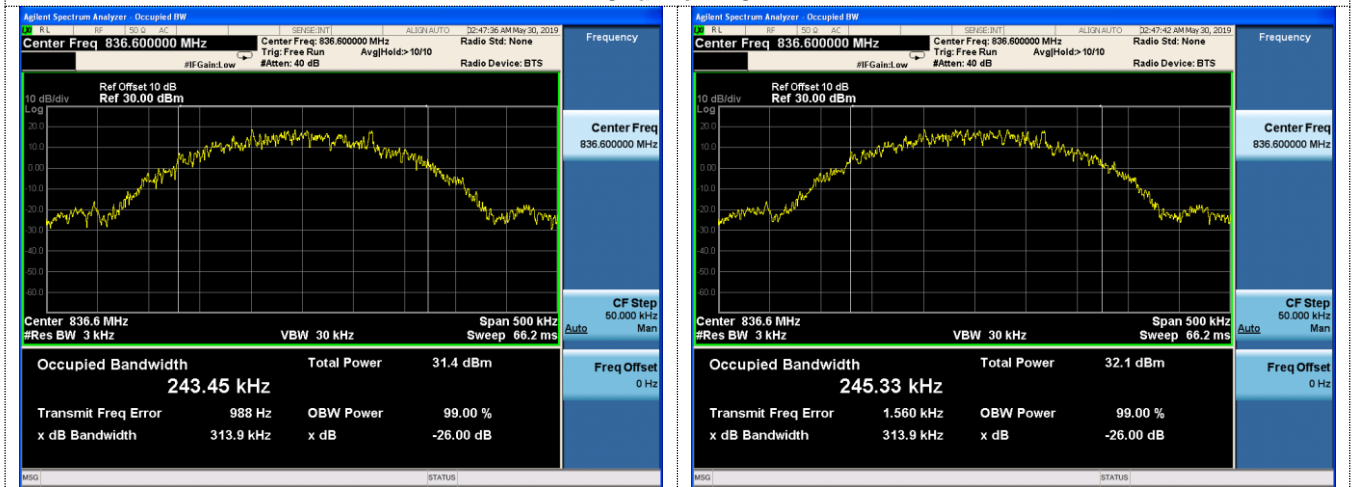 Agilent Spectrum Analyzer - Occupied BW
RL RF 50 Ω AC SENSE:INT ALIGN AUTO 02:47:36 AM May 30, 2019
Center Freq 836.600000 MHz
Center Freq: 836.600000 MHz
Radio Std: None
Trig: Free Run Avg|Hold:>10/10
#IFGain:Low #Atten: 40 dB Radio Device: BTS
Ref Offset 10 dB
10 dB/div Ref 30.00 dBm
Log
20.0
10.0
0.00
-10.0
-20.0
-30.0
-40.0
-50.0
-60.0
Center 836.6 MHz Span 500 kHz
#Res BW 3 kHz VBW 30 kHz Sweep 66.2 ms
Occupied Bandwidth Total Power 31.4 dBm
243.45 kHz
Transmit Freq Error 988 Hz OBW Power 99.00 %
x dB Bandwidth 313.9 kHz x dB -26.00 dB
MSG STATUS
Frequency
Center Freq
836.600000 MHz
CF Step
50.000 kHz
Auto Man
Freq Offset
0 Hz
Agilent Spectrum Analyzer - Occupied BW
RL RF 50 Ω AC SENSE:INT ALIGN AUTO 02:47:42 AM May 30, 2019
Center Freq 836.600000 MHz
Center Freq: 836.600000 MHz
Radio Std: None
Trig: Free Run Avg|Hold:>10/10
#IFGain:Low #Atten: 40 dB Radio Device: BTS
Ref Offset 10 dB
10 dB/div Ref 30.00 dBm
Log
20.0
10.0
0.00
-10.0
-20.0
-30.0
-40.0
-50.0
-60.0
Center 836.6 MHz Span 500 kHz
#Res BW 3 kHz VBW 30 kHz Sweep 66.2 ms
Occupied Bandwidth Total Power 32.1 dBm
245.33 kHz
Transmit Freq Error 1.560 kHz OBW Power 99.00 %
x dB Bandwidth 313.9 kHz x dB -26.00 dB
MSG STATUS
Frequency
Center Freq
836.600000 MHz
CF Step
50.000 kHz
Auto Man
Freq Offset
0 Hz